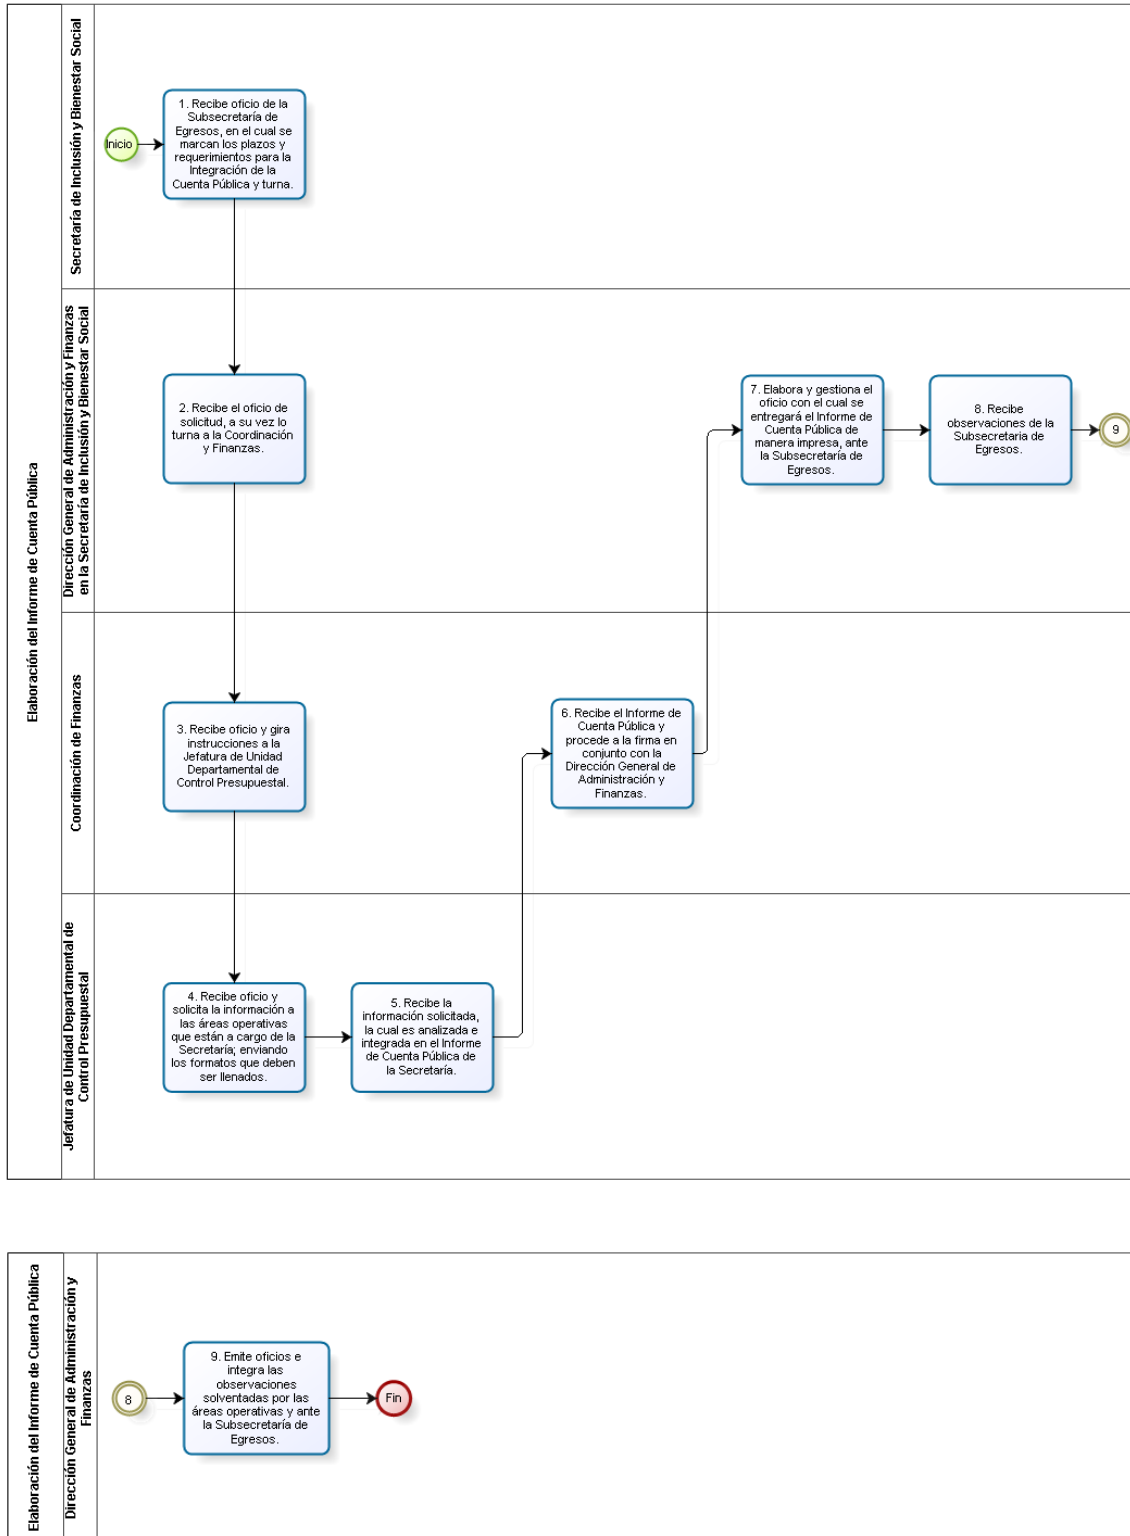 Elaboración del Informe de Cuenta Pública
Secretaría de Inclusión y Bienestar Social
Inicio
1. Recibe oficio de la
Subsecretaría de
Egresos, en el cual se
marcan los plazos y
requerimientos para la
Integración de la
Cuenta Pública y turna.
Dirección General de Administración y Finanzas
en la Secretaría de Inclusión y Bienestar Social
2. Recibe el oficio de
solicitud, a su vez lo
turna a la Coordinación
y Finanzas.
7. Elabora y gestiona el
oficio con el cual se
entregará el Informe de
Cuenta Pública de
manera impresa, ante
la Subsecretaría de
Egresos.
8. Recibe
observaciones de la
Subsecretaria de
Egresos.
9
Coordinación de Finanzas
3. Recibe oficio y gira
instrucciones a la
Jefatura de Unidad
Departamental de
Control Presupuestal.
6. Recibe el Informe de
Cuenta Pública y
procede a la firma en
conjunto con la
Dirección General de
Administración y
Finanzas.
Jefatura de Unidad Departamental de
Control Presupuestal
4. Recibe oficio y
solicita la información a
las áreas operativas
que están a cargo de la
Secretaría; enviando
los formatos que deben
ser llenados.
5. Recibe la
información solicitada,
la cual es analizada e
integrada en el Informe
de Cuenta Pública de
la Secretaría.
Elaboración del Informe de Cuenta Pública
Dirección General de Administración y
Finanzas
8
9. Emite oficios e
integra las
observaciones
solventadas por las
áreas operativas y ante
la Subsecretaría de
Egresos.
Fin